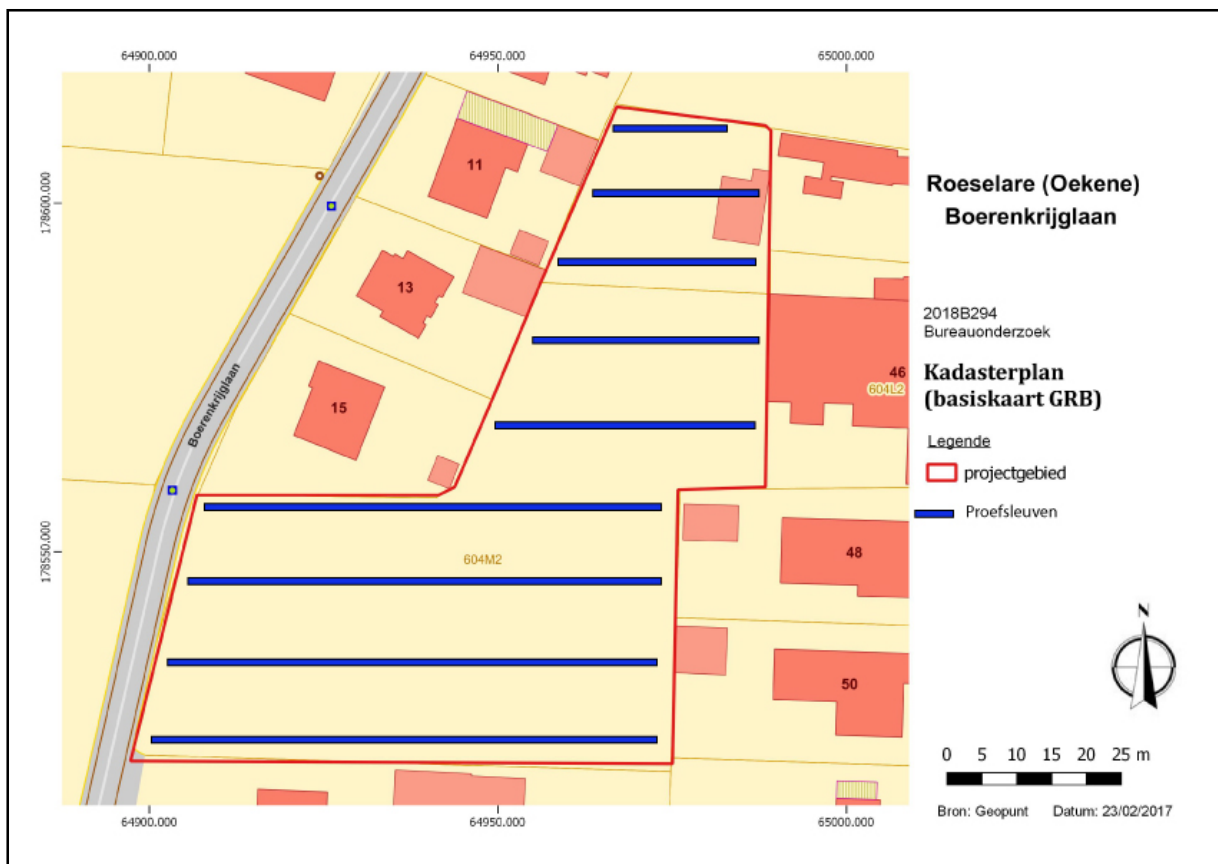 64900.000 64950.000 65000.000
178600.000
178550.000
11
13
15
Boerenkrijglaan
604M2
46
604L2
48
50
64900.000 64950.000 65000.000
Roeselare (Oekene)
Boerenkrijglaan
2018B294
Bureauonderzoek
Kadasterplan
(basiskaart GRB)
Legende
projectgebied
Proefsleuven
N
0 5 10 15 20 25 m
Bron: Geopunt Datum: 23/02/2017